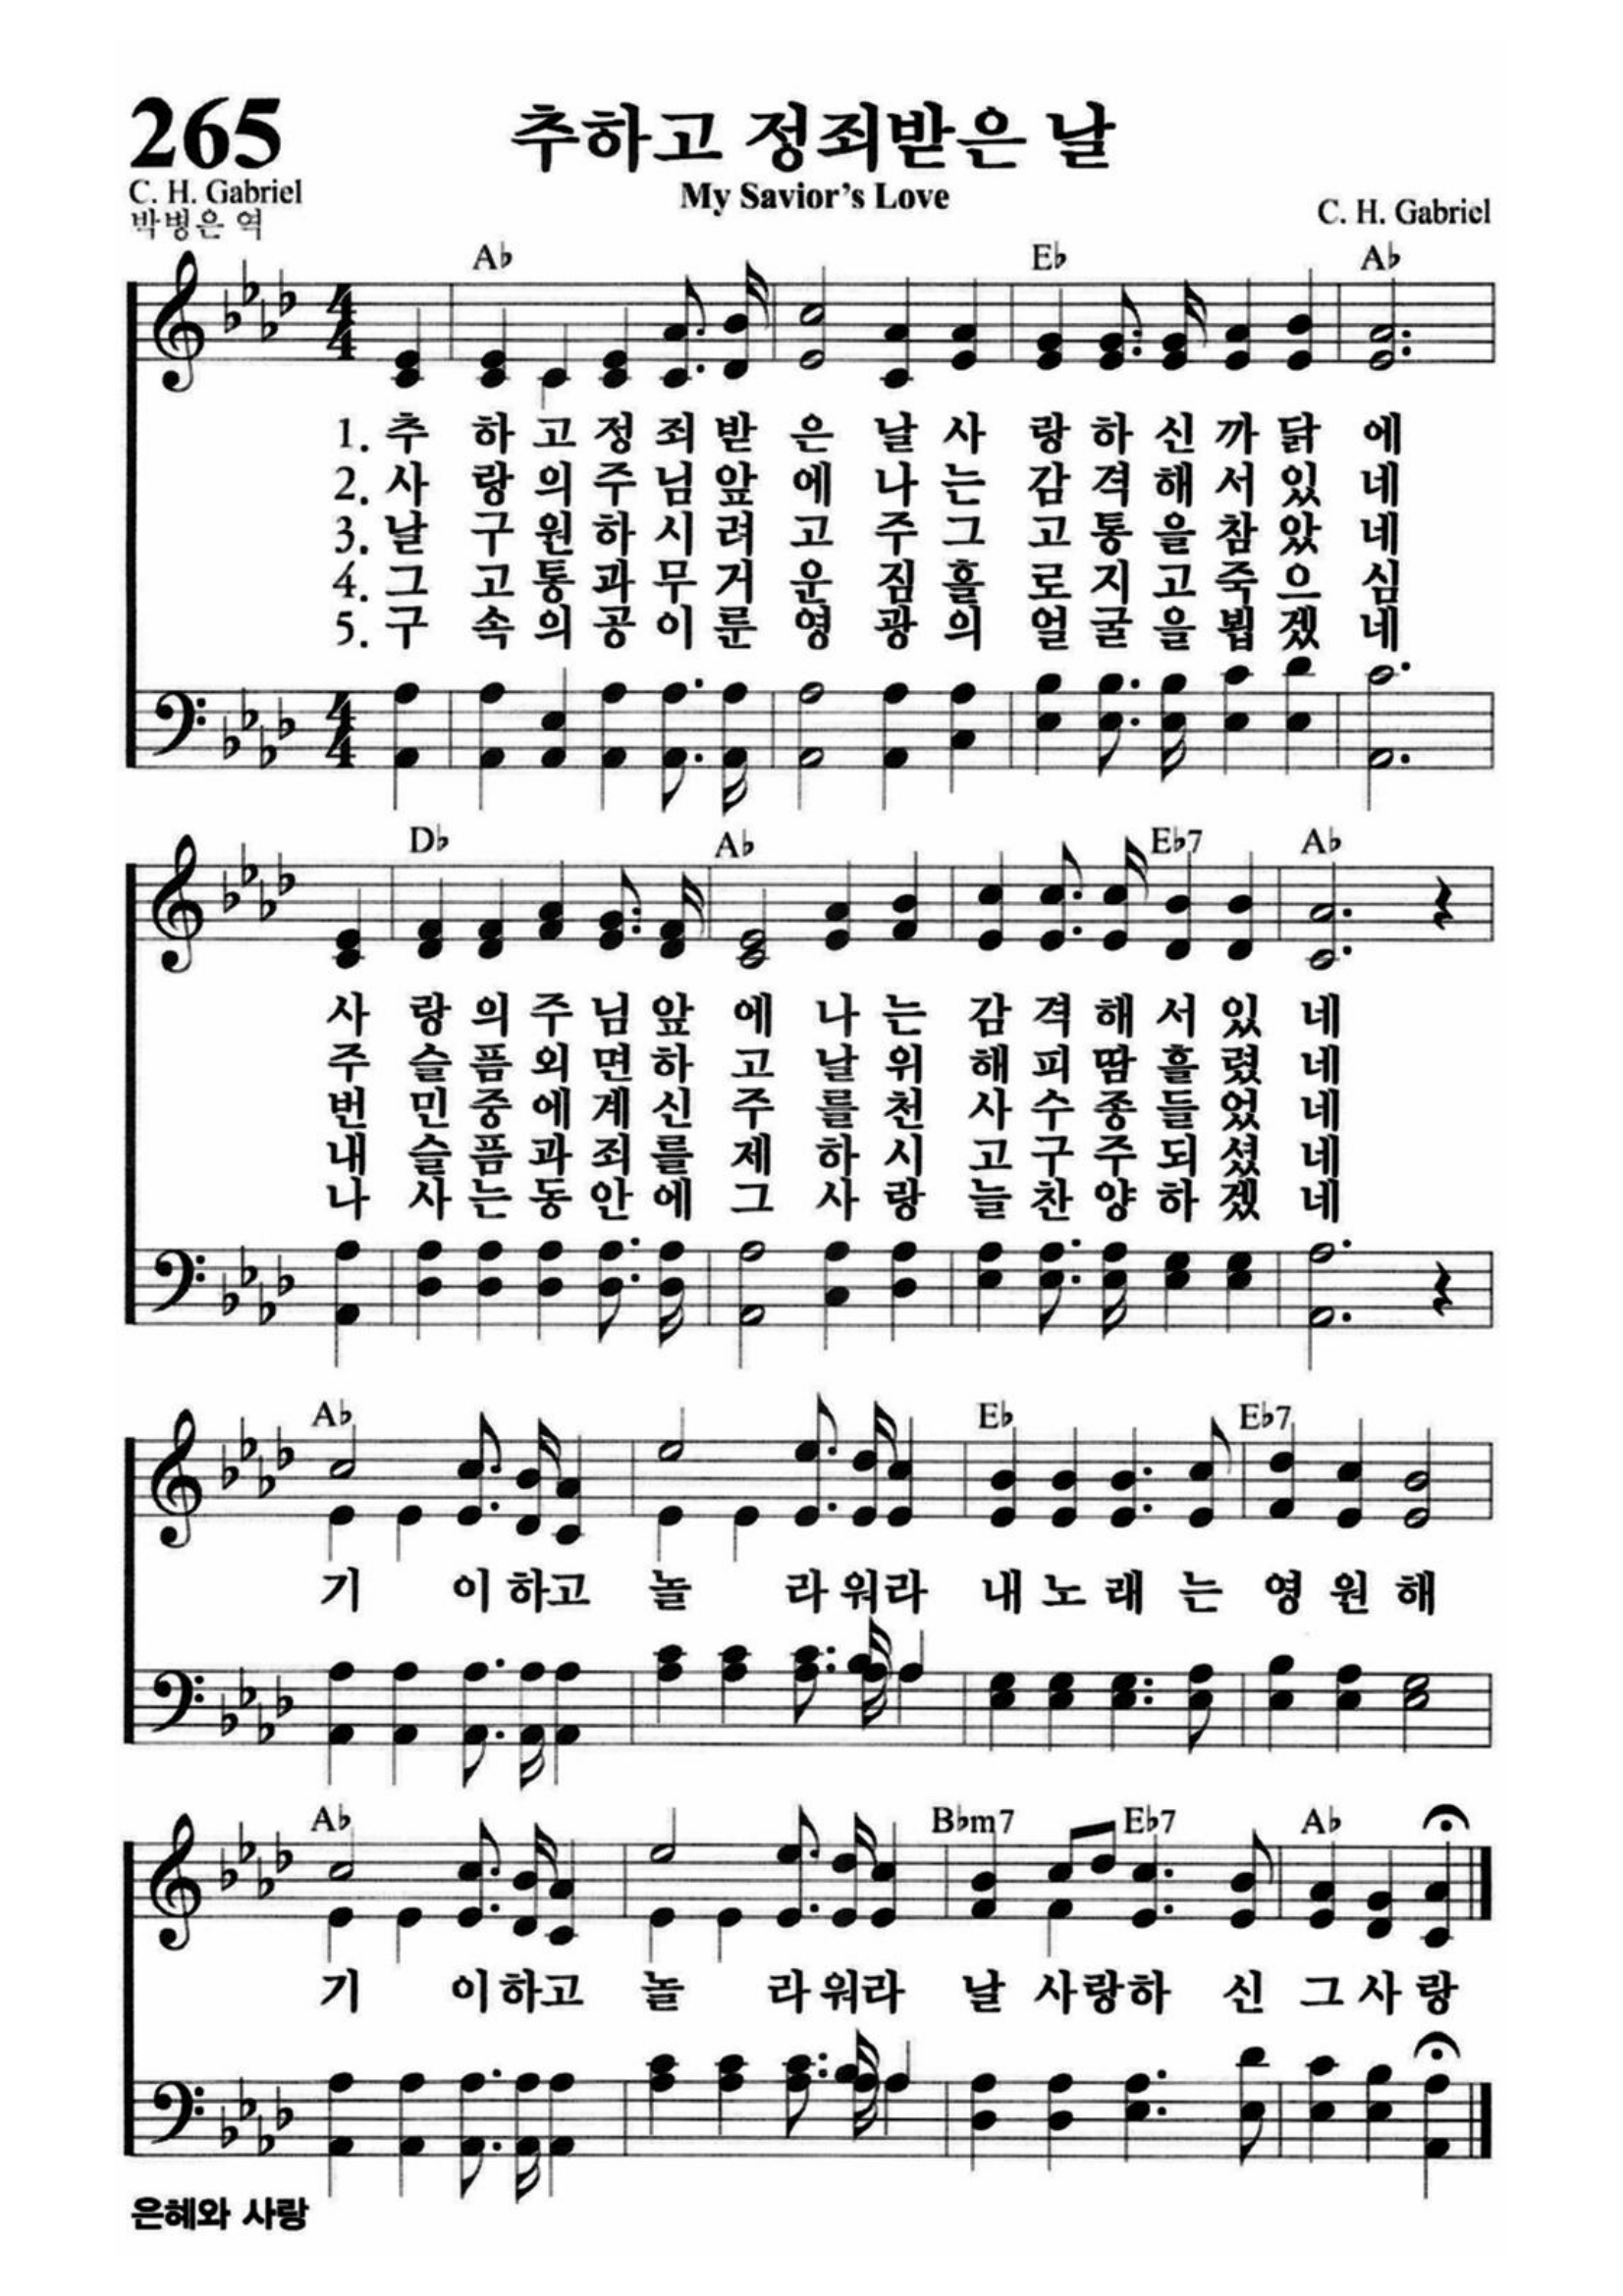 265
추하고 정죄받은 날
My Savior's Love
C. H. Gabriel
박병은 역
C. H. Gabriel
A♭ E♭ A♭
4 4
1. 추 하 고 정 죄 받 은 날 사 랑 하 신 까 닭 에
2. 사 랑 의 주 님 앞 에 나 는 감 격 해 서 있 네
3. 날 구 원 하 시 려 고 주 그 고 통 을 참 았 네
4. 그 고 통 과 무 거 운 짐 홀 로 지 고 죽 으 심
5. 구 속 의 공 이 룬 영 광 의 얼 굴 을 뵙 겠 네
4 4
D♭ A♭ E♭7 A♭
사 랑 의 주 님 앞 에 나 는 감 격 해 서 있 네
주 슬 픔 외 면 하 고 날 위 해 피 땀 흘 렸 네
번 민 중 에 계 신 주 를 천 사 수 종 들 었 네
내 슬 픔 과 죄 를 제 하 시 고 구 주 되 셨 네
나 사 는 동 안 에 그 사 랑 늘 찬 양 하 겠 네
A♭ E♭ E♭7
기 이 하고 놀 라 워라 내 노 래 는 영 원 해
A♭ B♭m7 E♭7 A♭
기 이 하고 놀 라 워라 날 사랑하 신 그 사 랑
은혜와 사랑